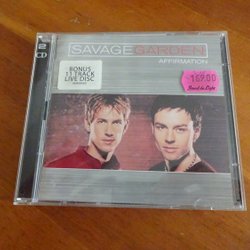 2
CD
SAVAGE GARDEN
AFFIRMATION
BONUS
11 TRACK
LIVE DISC
169.00